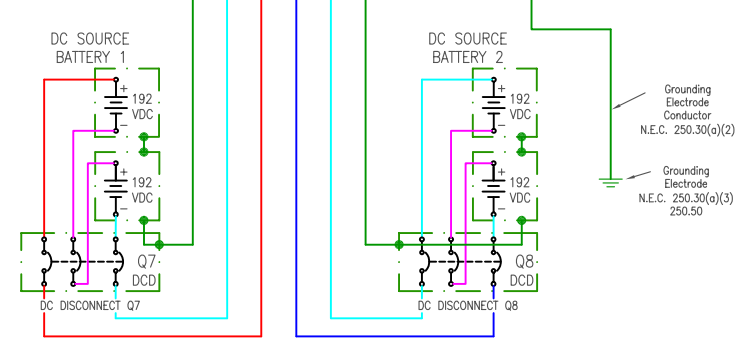 DC SOURCE
BATTERY 1
+
192
VDC
−
+
192
VDC
−
Q7
DCD
DC DISCONNECT Q7
DC SOURCE
BATTERY 2
+
192
VDC
−
+
192
VDC
−
Q8
DCD
DC DISCONNECT Q8
Grounding
Electrode
Conductor
N.E.C. 250.30(a)(2)
Grounding
Electrode
N.E.C. 250.30(a)(3)
250.50